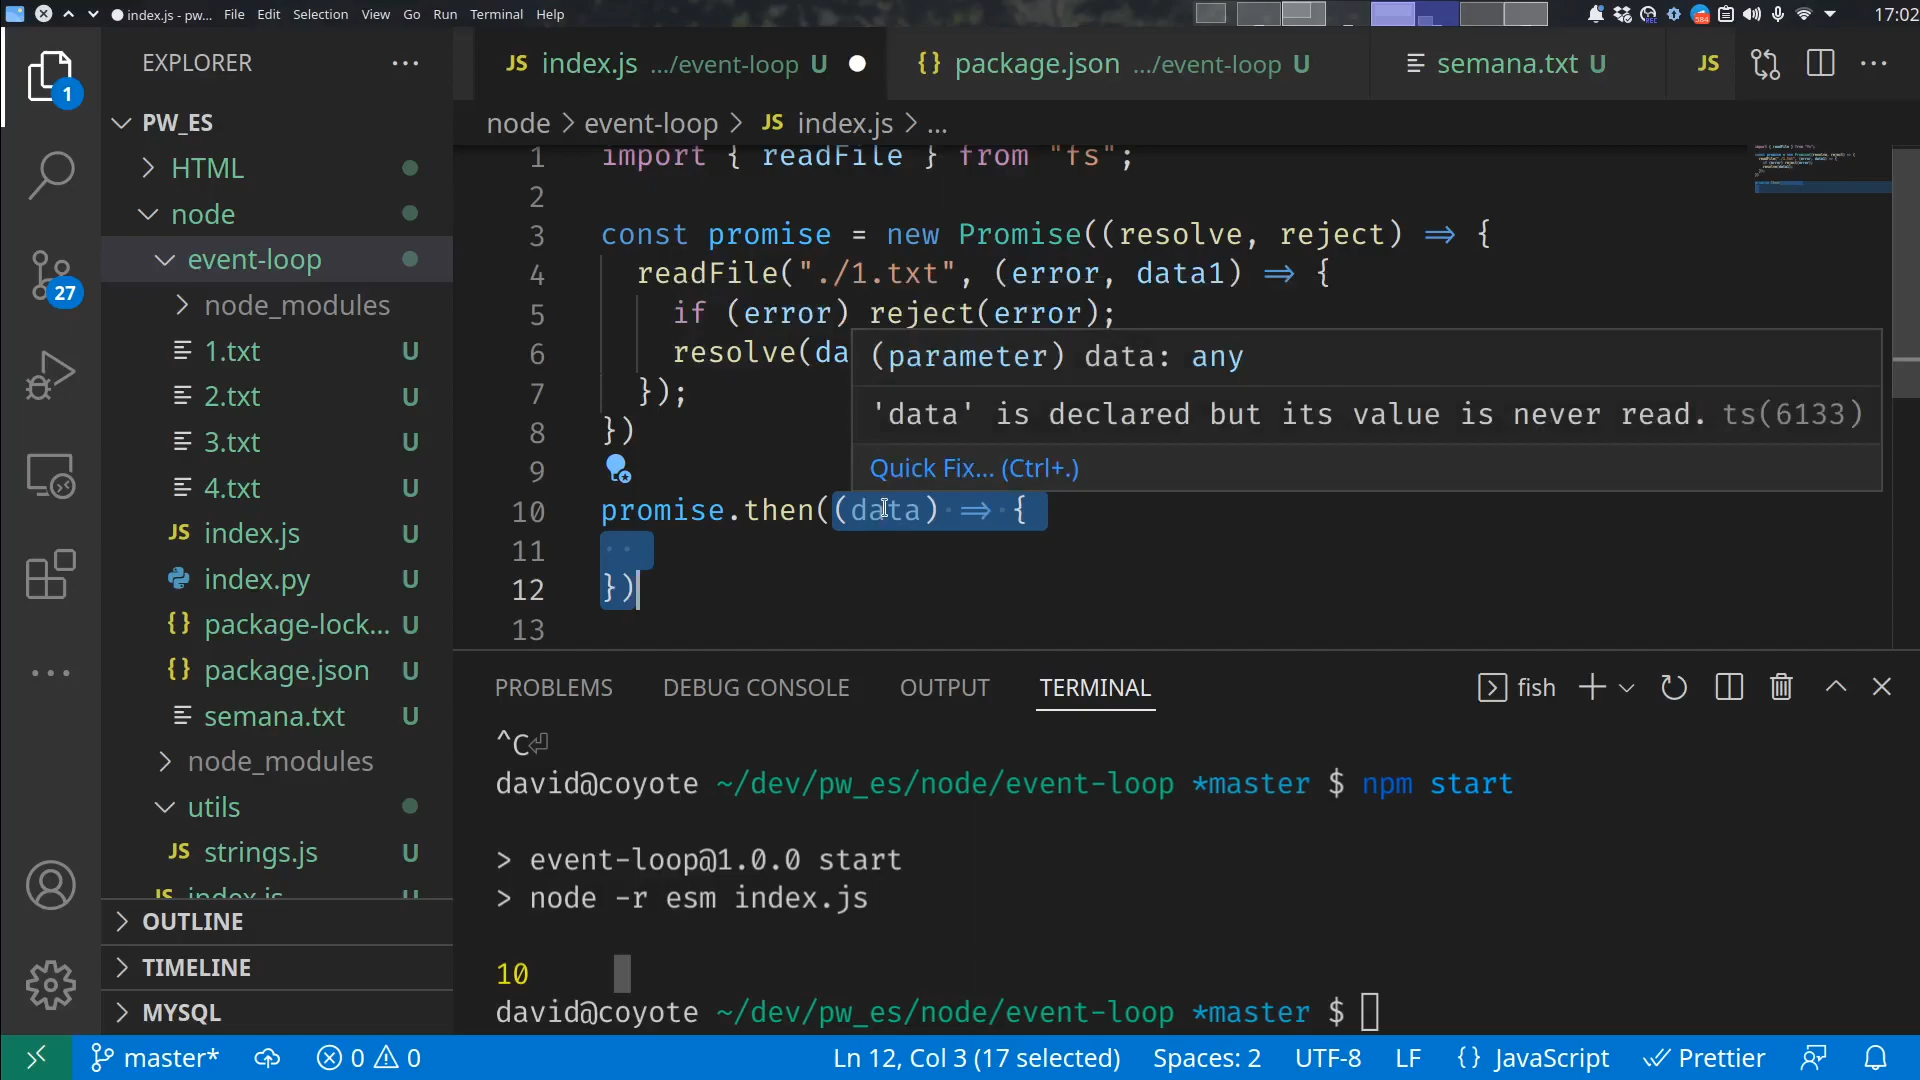 index.js - pw... File Edit Selection View Go Run Terminal Help 584 17:02
EXPLORER
1
27
PW_ES
HTML
node
event-loop
node_modules
1.txt U
2.txt U
3.txt U
4.txt U
index.js U
index.py U
package-lock... U
package.json U
semana.txt U
node_modules
utils
strings.js U
index.js U
OUTLINE
TIMELINE
MYSQL
JS index.js .../event-loop U {} package.json .../event-loop U semana.txt U JS
node > event-loop > JS index.js > ...
1 import { readFile } from "fs";
2
3 const promise = new Promise((resolve, reject) => {
4 readFile("./1.txt", (error, data1) => {
5 if (error) reject(error);
6 resolve(da
7 });
8 })
9
10 promise.then((data) => {
11
12 })
13
(parameter) data: any
'data' is declared but its value is never read. ts(6133)
Quick Fix... (Ctrl+.)
PROBLEMS DEBUG CONSOLE OUTPUT TERMINAL fish
^C⏎
david@coyote ~/dev/pw_es/node/event-loop *master $ npm start
> event-loop@1.0.0 start
> node -r esm index.js
10
david@coyote ~/dev/pw_es/node/event-loop *master $
master* 0 0 Ln 12, Col 3 (17 selected) Spaces: 2 UTF-8 LF {} JavaScript Prettier